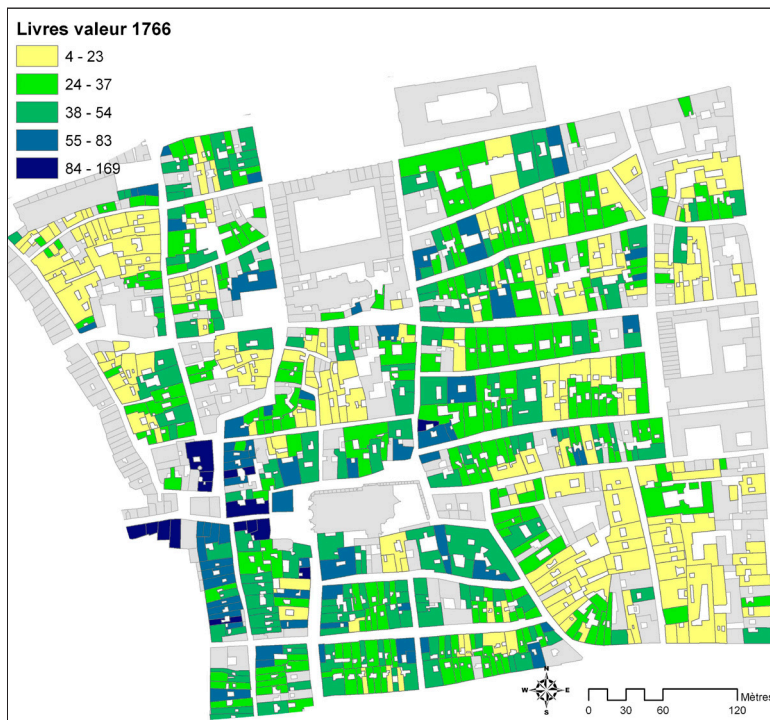 Livres valeur 1766
4 - 23
24 - 37
38 - 54
55 - 83
84 - 169
N
W E
S
Mètres
0 30 60 120